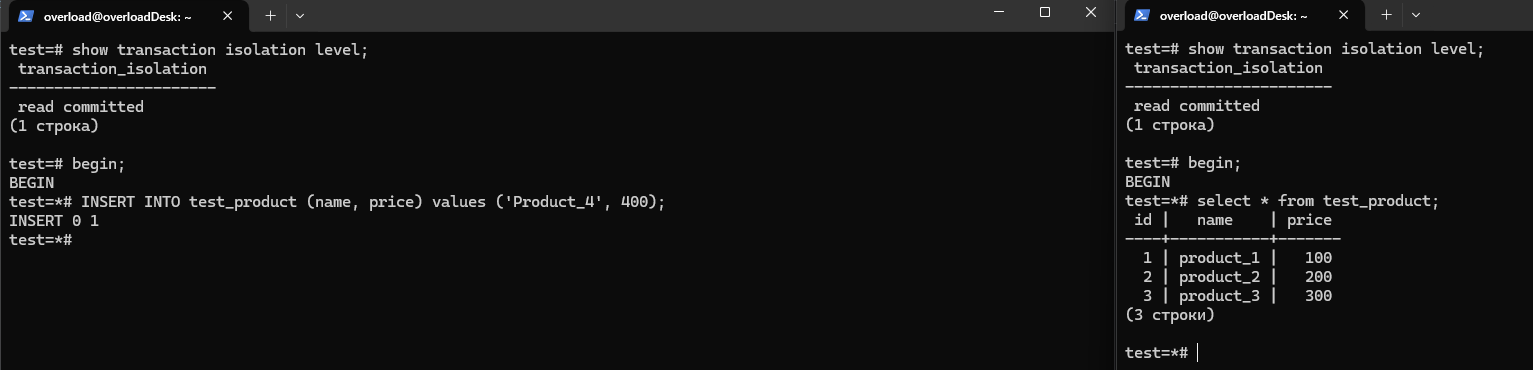 overload@overloadDesk: ~
test=# show transaction isolation level;
transaction_isolation
-----------------------
read committed
(1 строка)
test=# begin;
BEGIN
test=*# INSERT INTO test_product (name, price) values ('Product_4', 400);
INSERT 0 1
test=*#
overload@overloadDesk: ~
test=# show transaction isolation level;
transaction_isolation
-----------------------
read committed
(1 строка)
test=# begin;
BEGIN
test=*# select * from test_product;
id |   name    | price
----+-----------+-------
1 | product_1 |   100
2 | product_2 |   200
3 | product_3 |   300
(3 строки)
test=*#